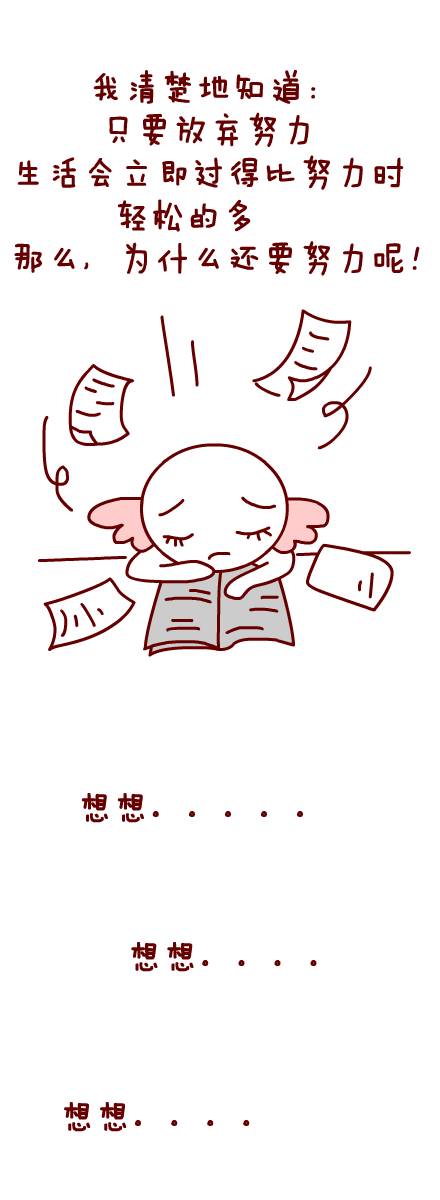 我清楚地知道:
只要放弃努力
生活会立即过得比努力时
轻松的多
那么, 为什么还要努力呢!
想想.....
想想....
想想....